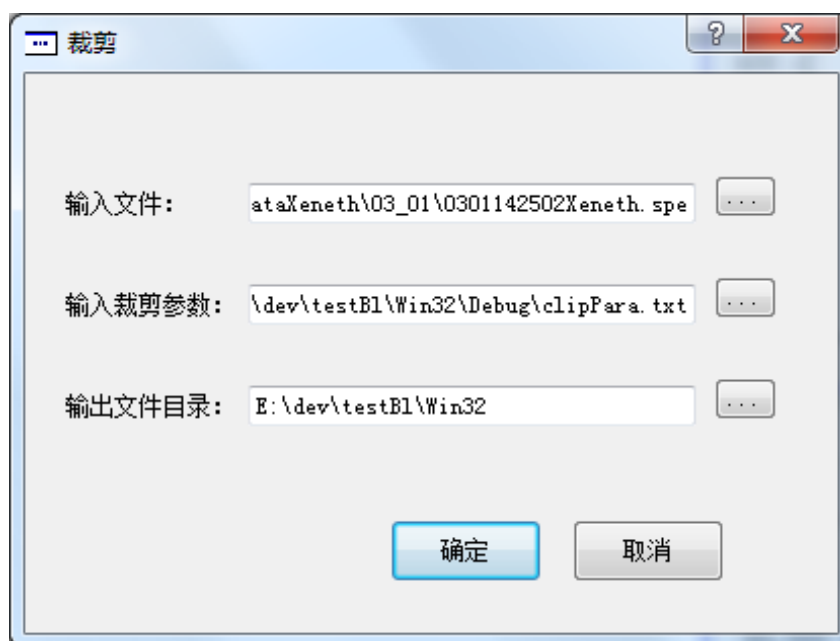 裁剪
输入文件: ataXeneth\03_01\0301142502Xeneth.spe ...
输入裁剪参数: \dev\testBl\Win32\Debug\clipPara.txt ...
输出文件目录: E:\dev\testBl\Win32 ...
确定 取消